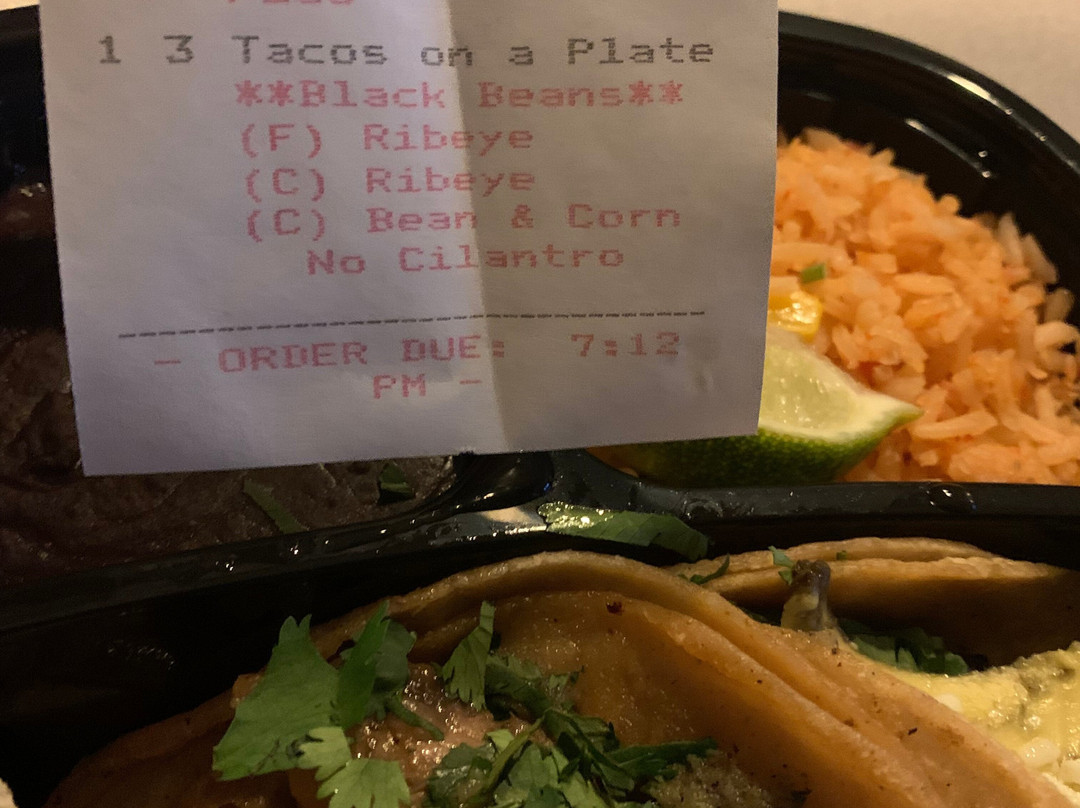 1 3 Tacos on a Plate
**Black Beans**
(F) Ribeye
(C) Ribeye
(C) Bean & Corn
No Cilantro
- ORDER DUE: 7:12
PM -